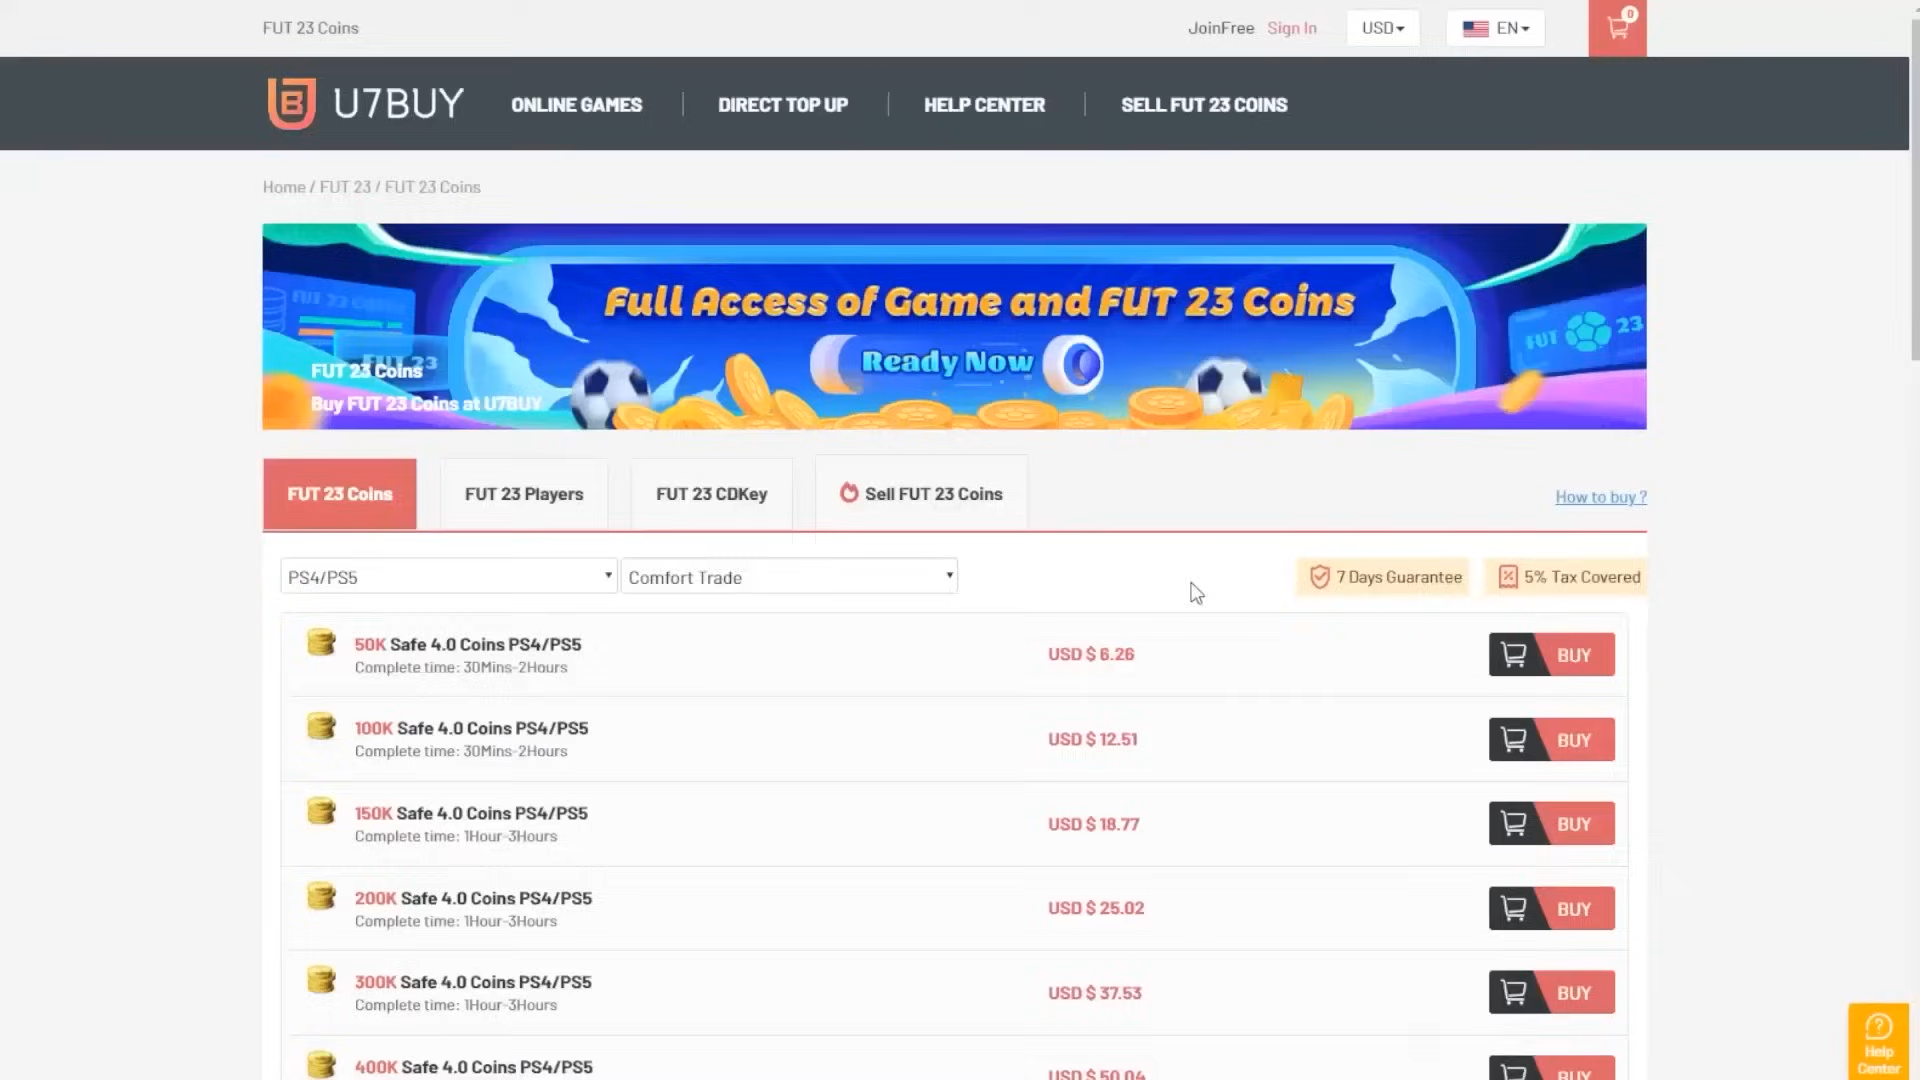 FUT 23 Coins
JoinFree Sign In USD EN 0
U7BUY ONLINE GAMES DIRECT TOP UP HELP CENTER SELL FUT 23 COINS
Home / FUT 23 / FUT 23 Coins
Full Access of Game and FUT 23 Coins
Ready Now
FUT 23
FUT 23
FUT 23 Coins
Buy FUT 23 Coins at U7BUY
FUT 23 Coins FUT 23 Players FUT 23 CDKey Sell FUT 23 Coins How to buy ?
PS4/PS5 Comfort Trade 7 Days Guarantee 5% Tax Covered
50K Safe 4.0 Coins PS4/PS5
Complete time: 30Mins-2Hours
USD $ 6.26 BUY
100K Safe 4.0 Coins PS4/PS5
Complete time: 30Mins-2Hours
USD $ 12.51 BUY
150K Safe 4.0 Coins PS4/PS5
Complete time: 1Hour-3Hours
USD $ 18.77 BUY
200K Safe 4.0 Coins PS4/PS5
Complete time: 1Hour-3Hours
USD $ 25.02 BUY
300K Safe 4.0 Coins PS4/PS5
Complete time: 1Hour-3Hours
USD $ 37.53 BUY
400K Safe 4.0 Coins PS4/PS5
USD $ 50.04 BUY
Help
Center